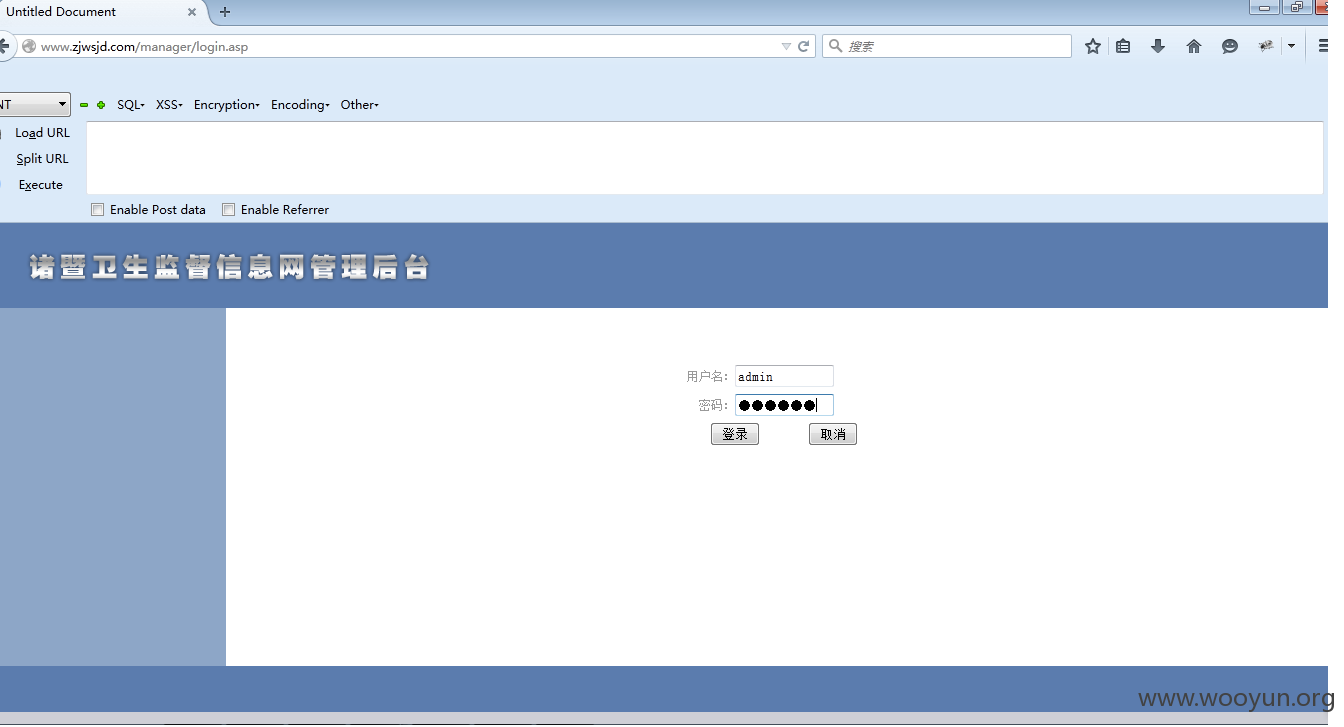 Untitled Document
www.zjwsjd.com/manager/login.asp
搜索
NT
SQL
XSS
Encryption
Encoding
Other
Load URL
Split URL
Execute
Enable Post data
Enable Referrer
诸暨卫生监督信息网管理后台
用户名：
admin
密码：
登录
取消
www.wooyun.org